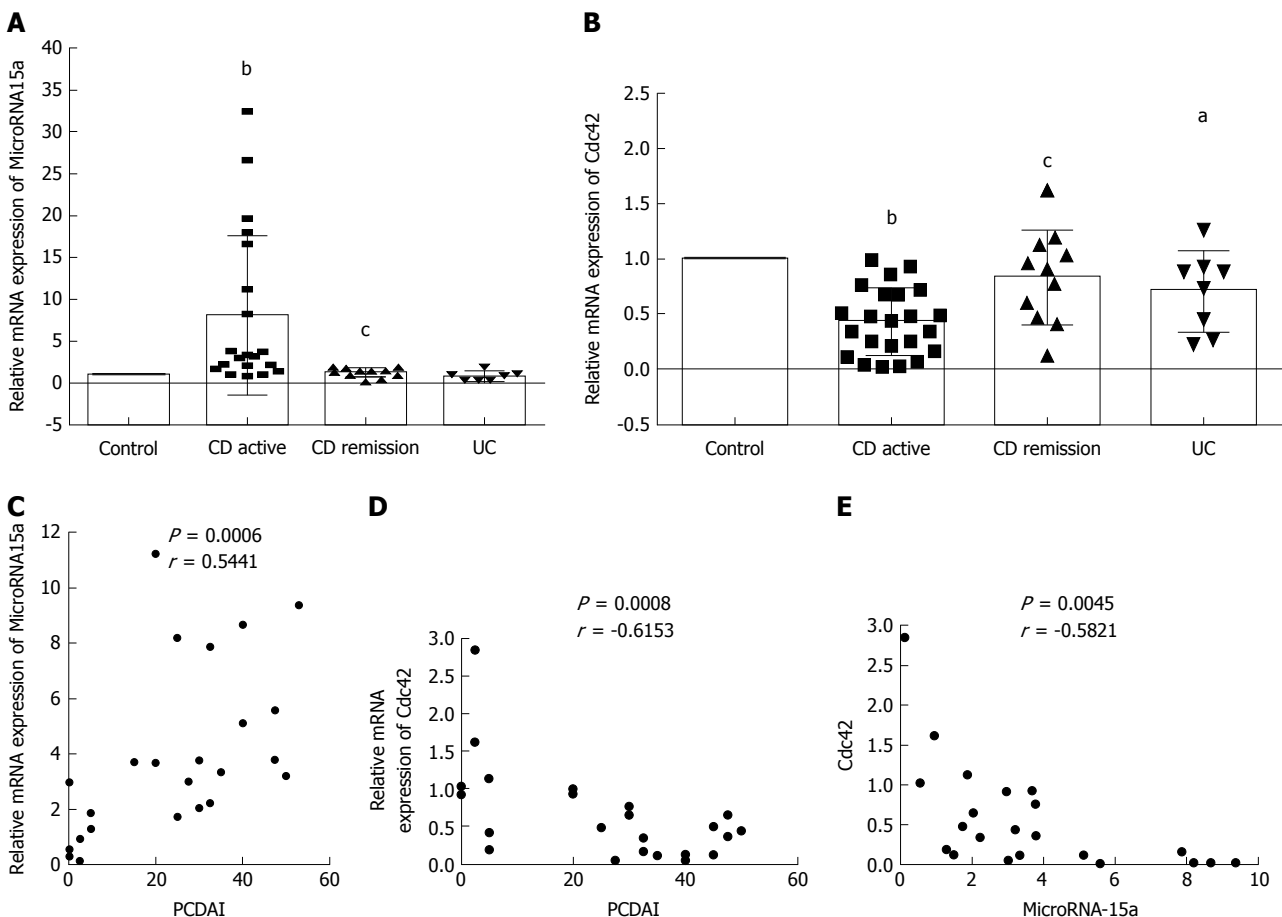 A
Relative mRNA expression of MicroRNA15a
40
35
30
25
20
15
10
5
0
-5
b
c
Control
CD active
CD remission
UC
B
Relative mRNA expression of Cdc42
2.5
2.0
1.5
1.0
0.5
0.0
-0.5
b
c
a
Control
CD active
CD remission
UC
C
Relative mRNA expression of MicroRNA15a
12
10
8
6
4
2
0
P = 0.0006
r = 0.5441
0
20
40
60
PCDAI
D
Relative mRNA
expression of Cdc42
3.0
2.5
2.0
1.5
1.0
0.5
0.0
P = 0.0008
r = -0.6153
0
20
40
60
PCDAI
E
Cdc42
3.0
2.5
2.0
1.5
1.0
0.5
0.0
P = 0.0045
r = -0.5821
0
2
4
6
8
10
MicroRNA-15a